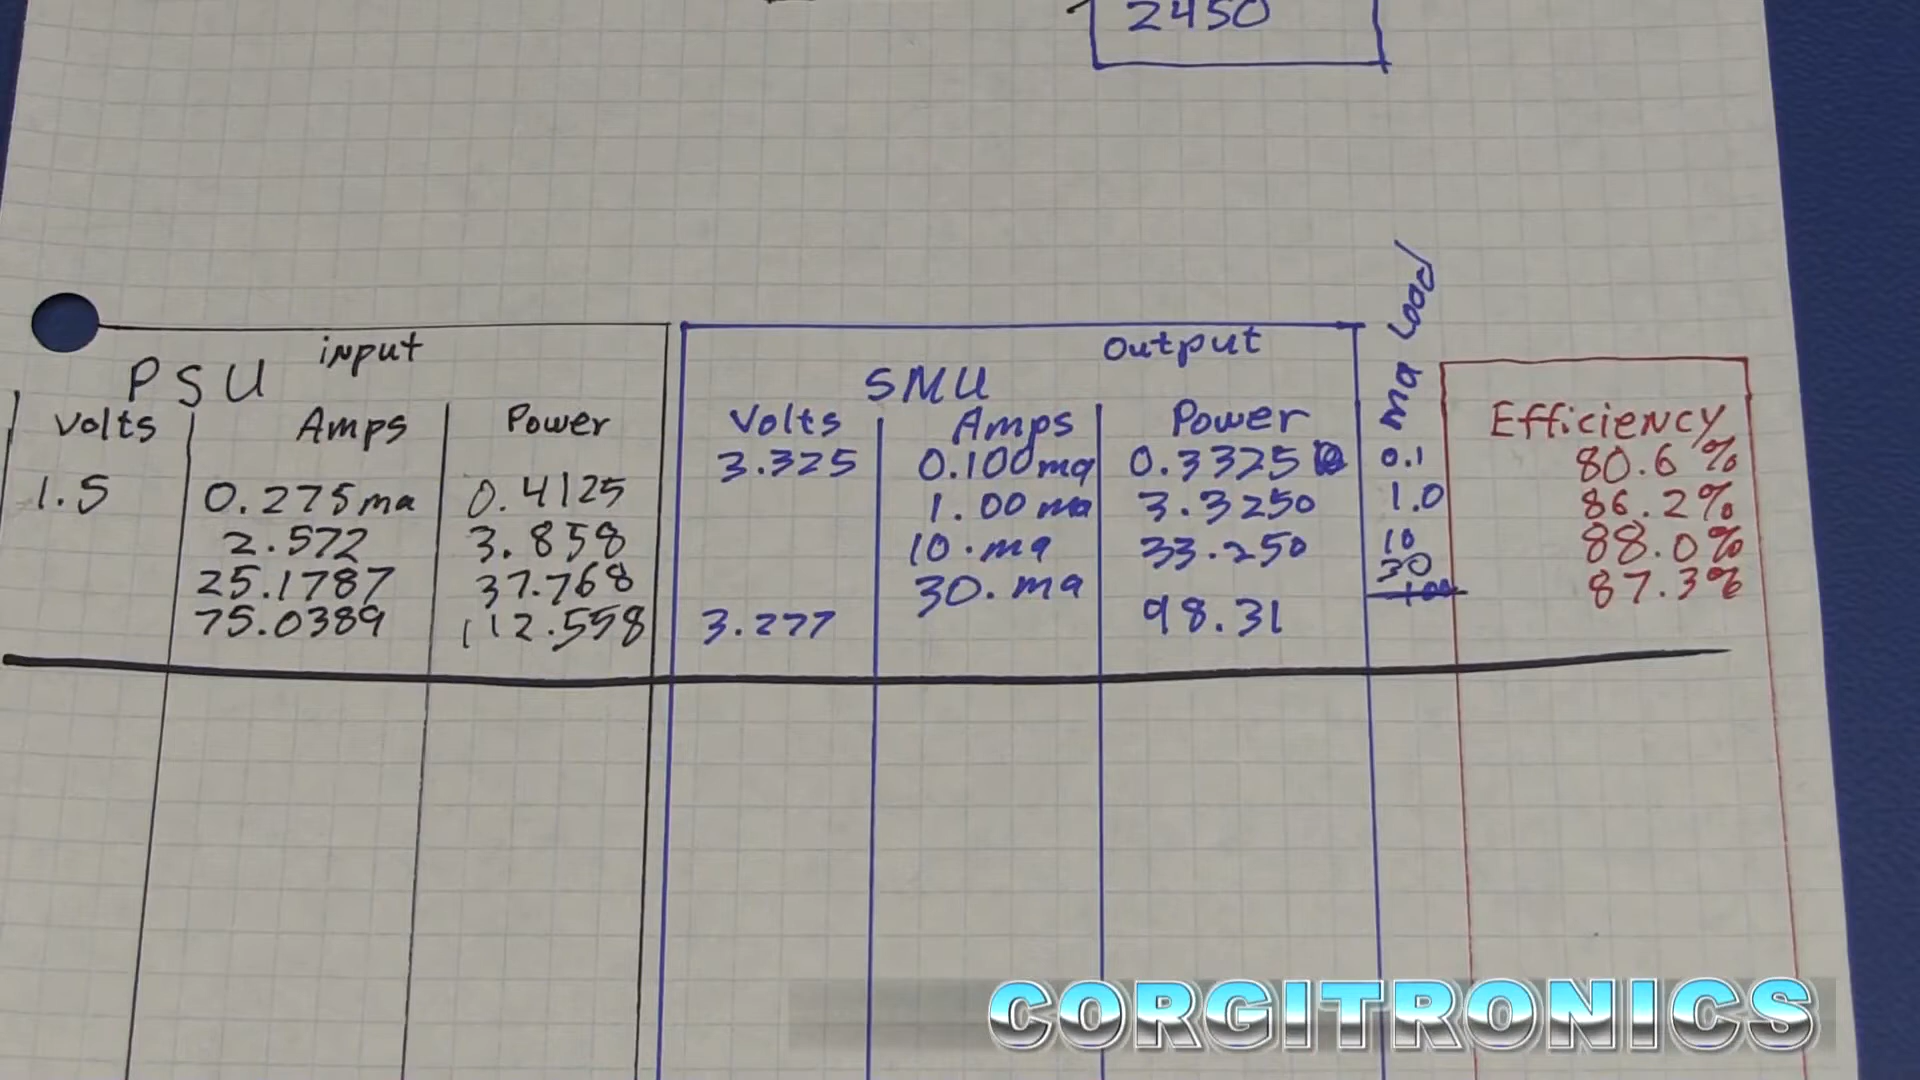 2450
input
PSU
Volts Amps Power
1.5 0.275ma 0.4125
2.572 3.858
25.1787 37.768
75.0389 112.558
Output
SMU
Volts Amps Power
3.325 0.100ma 0.3325
1.00ma 3.3250
10.ma 33.250
30.ma
3.277 98.31
ma Load
0.1
1.0
10
30
100
Efficiency
80.6%
86.2%
88.0%
87.3%
CORGITRONICS